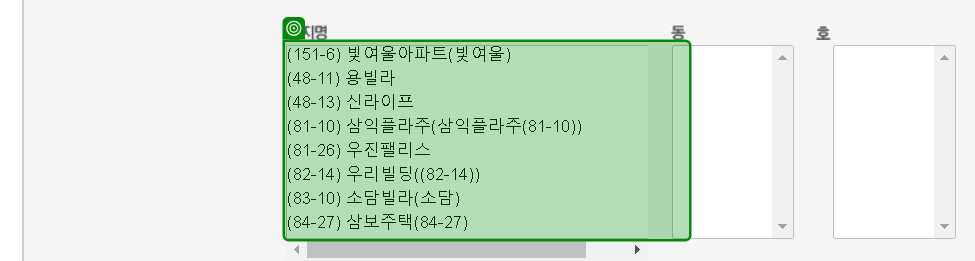 지명 동 호
(151-6) 빛여울아파트(빛여울)
(48-11) 용빌라
(48-13) 신라이프
(81-10) 삼익플라주(삼익플라주(81-10))
(81-26) 우진팰리스
(82-14) 우리빌딩((82-14))
(83-10) 소담빌라(소담)
(84-27) 삼보주택(84-27)